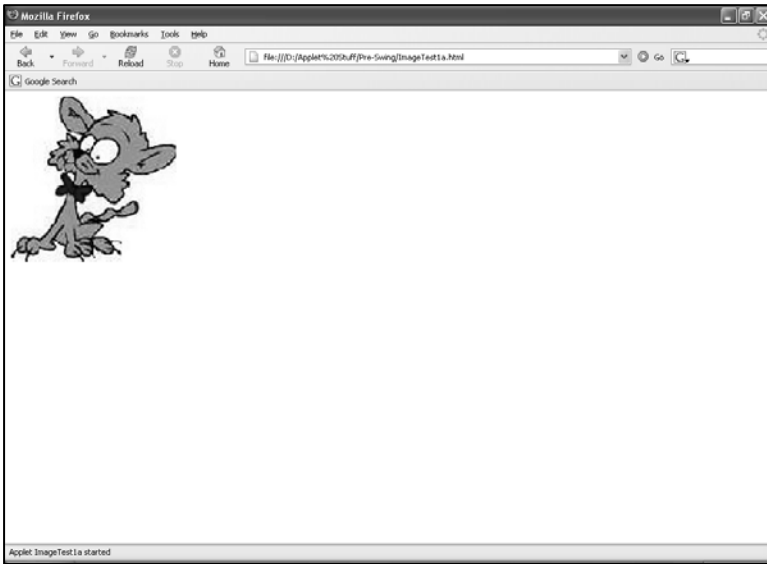 Mozilla Firefox
File Edit View Go Bookmarks Tools Help
Back Forward Reload Stop Home file:///D:/Applet%20Stuff/Pre-Swing/ImageTest1a.html Go G
G Google Search
Applet ImageTest1a started